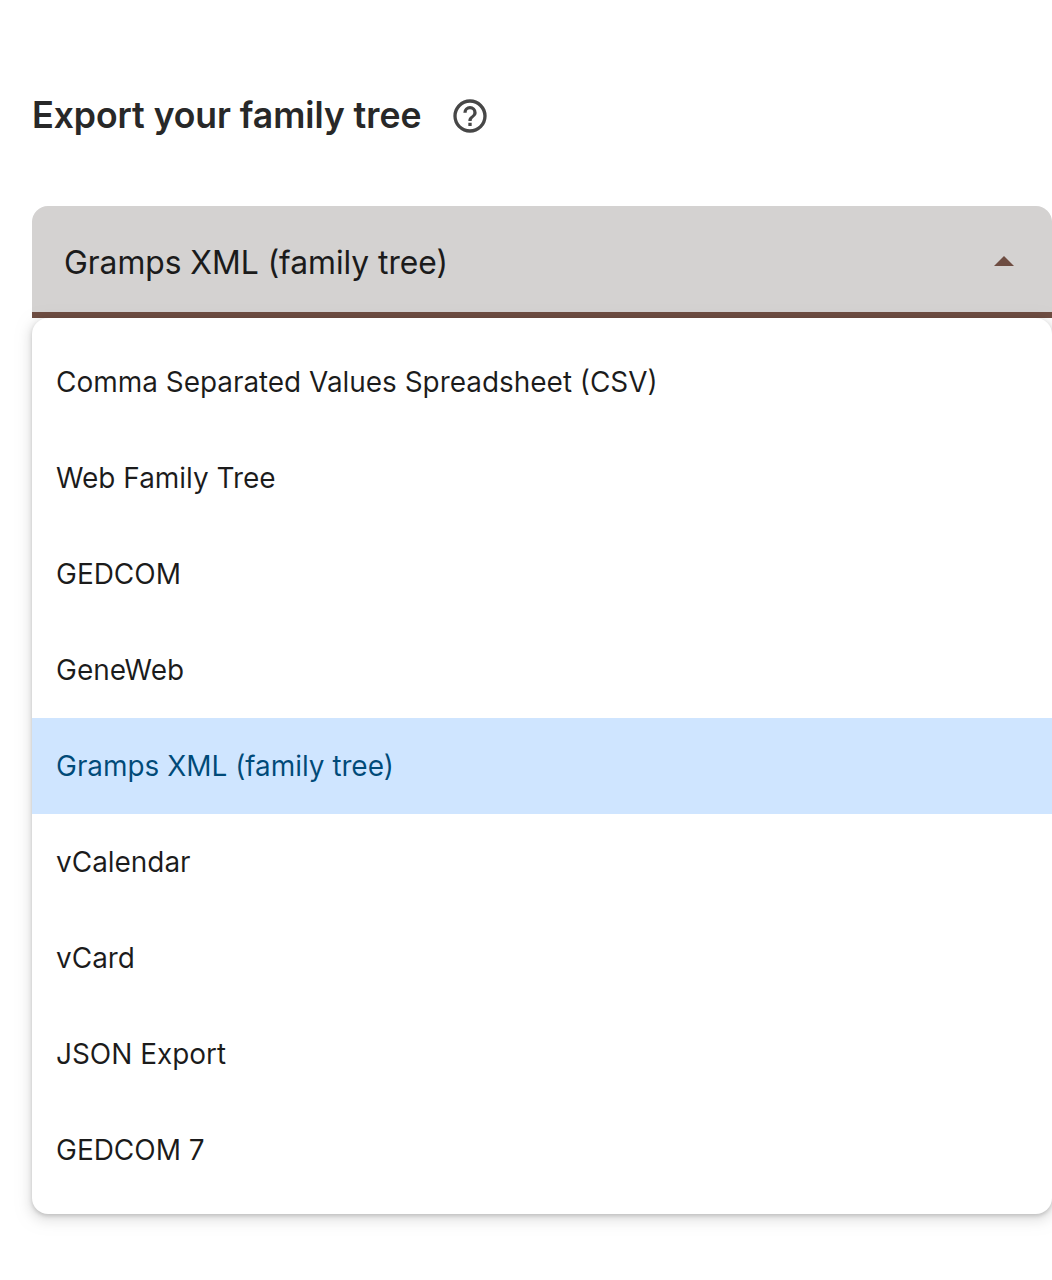 Export your family tree
Gramps XML (family tree)
Comma Separated Values Spreadsheet (CSV)
Web Family Tree
GEDCOM
GeneWeb
Gramps XML (family tree)
vCalendar
vCard
JSON Export
GEDCOM 7